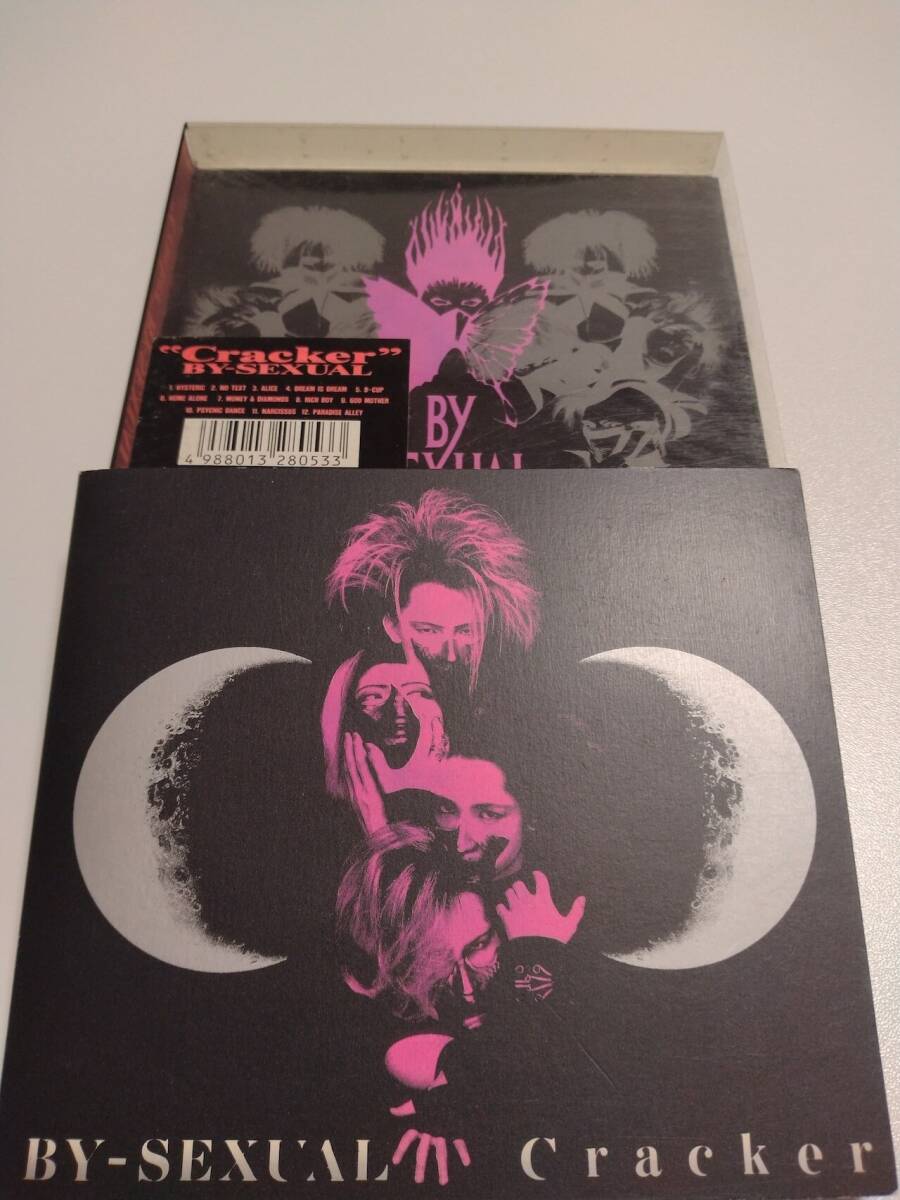 “Cracker”
BY-SEXUAL
1. HYSTERIC 2. NO TEXT 3. ALICE 4. DREAM IS DREAM 5. B-CUP
6. HOME ALONE 7. MONEY & DIAMONDS 8. RICH BOY 9. GOD MOTHER
10. PSYCHIC DANCE 11. NARCISSUS 12. PARADISE ALLEY
4 988013 280533
BY
SEXUAL
BY-SEXUAL Cracker